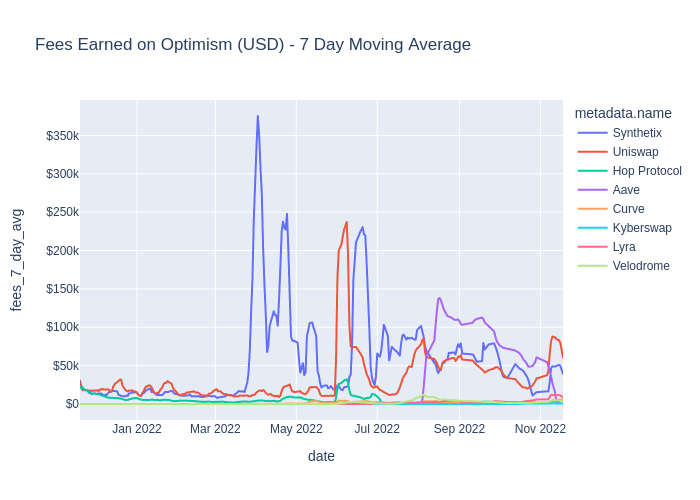 Fees Earned on Optimism (USD) - 7 Day Moving Average
metadata.name
Synthetix
Uniswap
Hop Protocol
Aave
Curve
Kyberswap
Lyra
Velodrome
fees_7_day_avg
$350k
$300k
$250k
$200k
$150k
$100k
$50k
$0
Jan 2022
Mar 2022
May 2022
Jul 2022
Sep 2022
Nov 2022
date